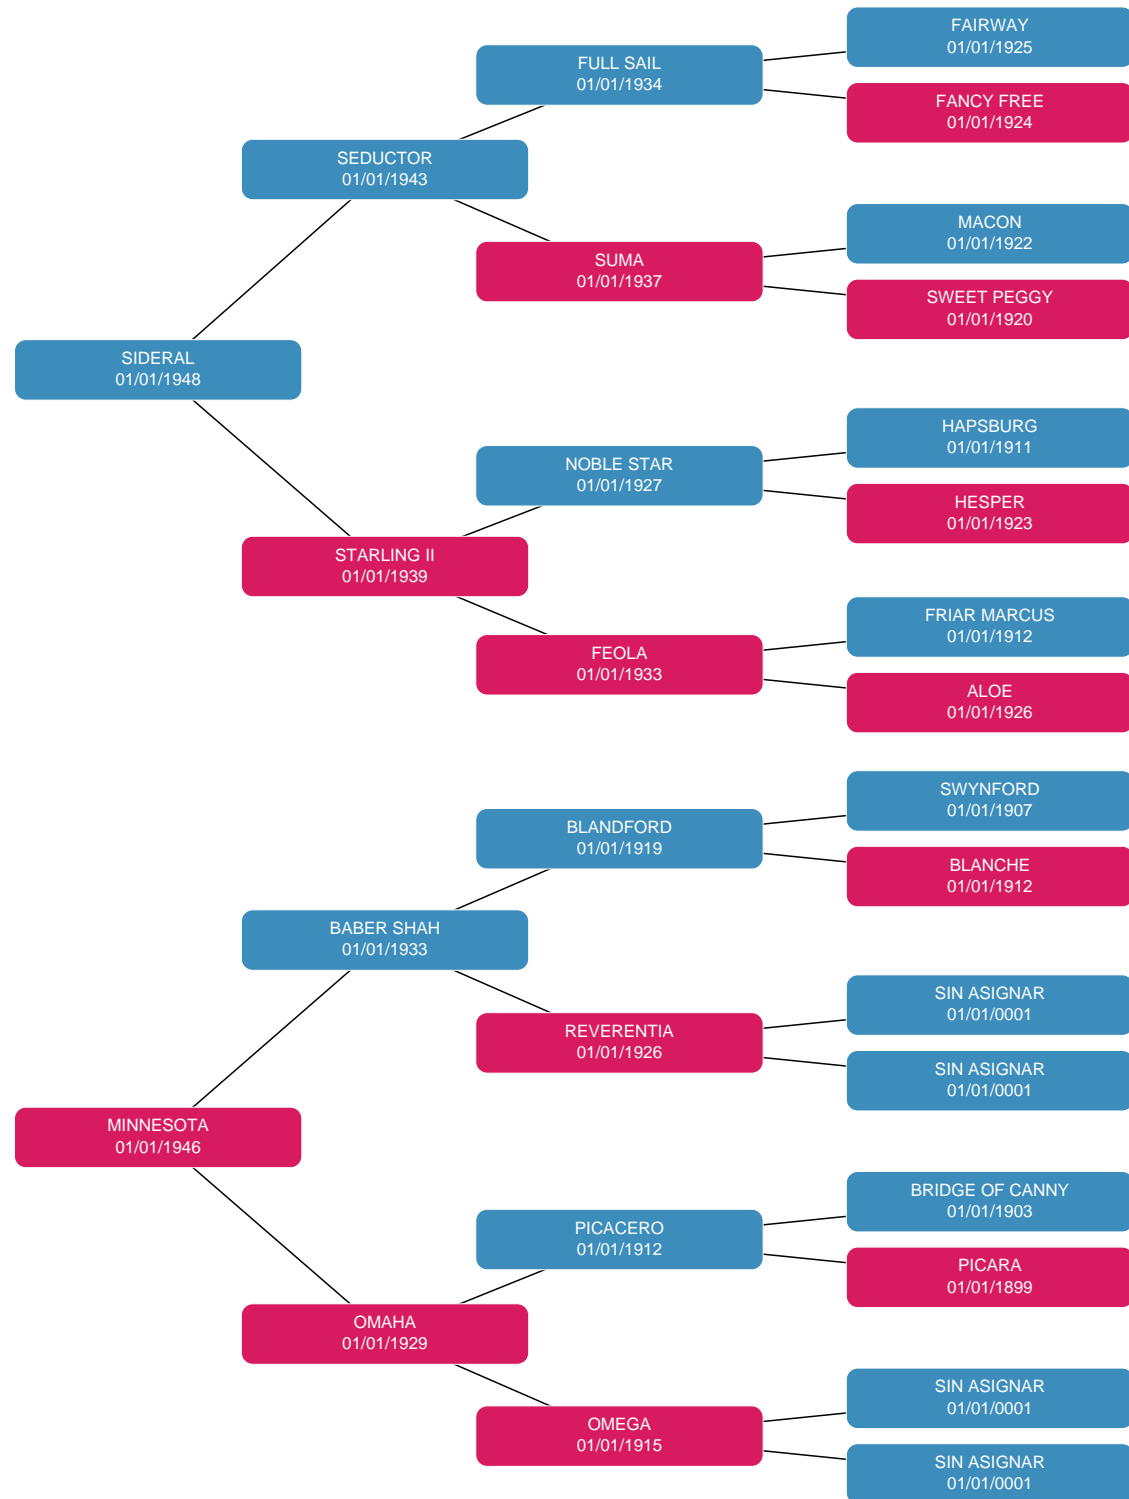 FAIRWAY
01/01/1925
FULL SAIL
01/01/1934
FANCY FREE
01/01/1924
SEDUCTOR
01/01/1943
MACON
01/01/1922
SUMA
01/01/1937
SWEET PEGGY
01/01/1920
SIDERAL
01/01/1948
HAPSBURG
01/01/1911
NOBLE STAR
01/01/1927
HESPER
01/01/1923
STARLING II
01/01/1939
FRIAR MARCUS
01/01/1912
FEOLA
01/01/1933
ALOE
01/01/1926
SWYNFORD
01/01/1907
BLANDFORD
01/01/1919
BLANCHE
01/01/1912
BABER SHAH
01/01/1933
SIN ASIGNAR
01/01/0001
REVERENTIA
01/01/1926
SIN ASIGNAR
01/01/0001
MINNESOTA
01/01/1946
BRIDGE OF CANNY
01/01/1903
PICACERO
01/01/1912
PICARA
01/01/1899
OMAHA
01/01/1929
SIN ASIGNAR
01/01/0001
OMEGA
01/01/1915
SIN ASIGNAR
01/01/0001